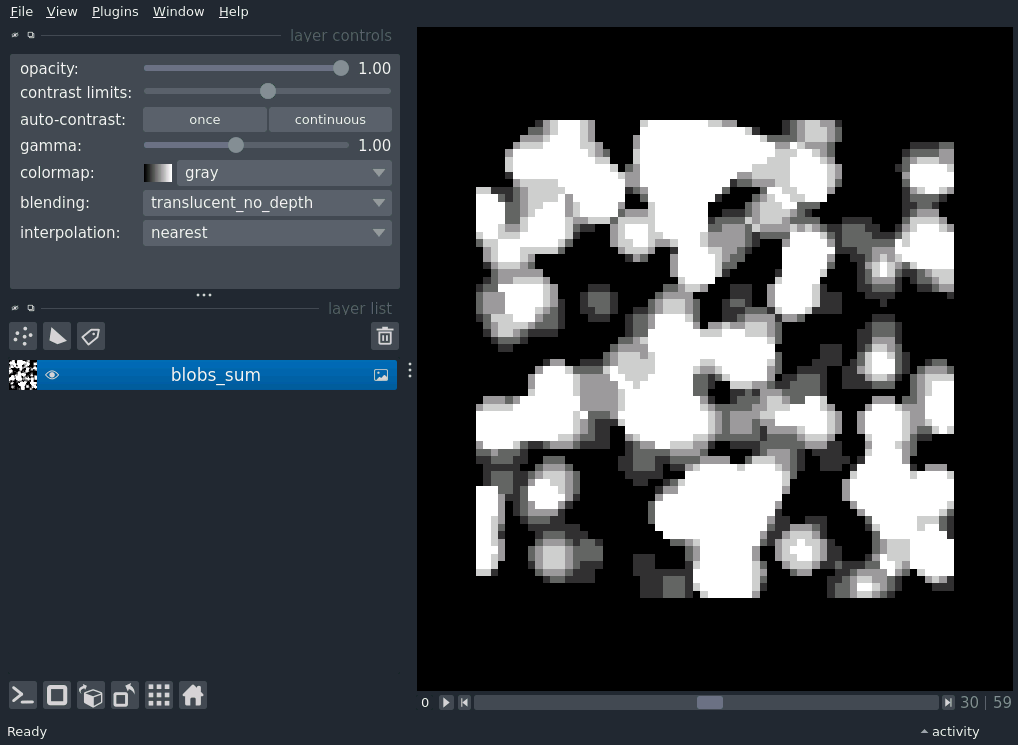 File View Plugins Window Help
layer controls
opacity: 1.00
contrast limits:
auto-contrast: once continuous
gamma: 1.00
colormap: gray
blending: translucent_no_depth
interpolation: nearest
layer list
blobs_sum
0 30 | 59
Ready activity